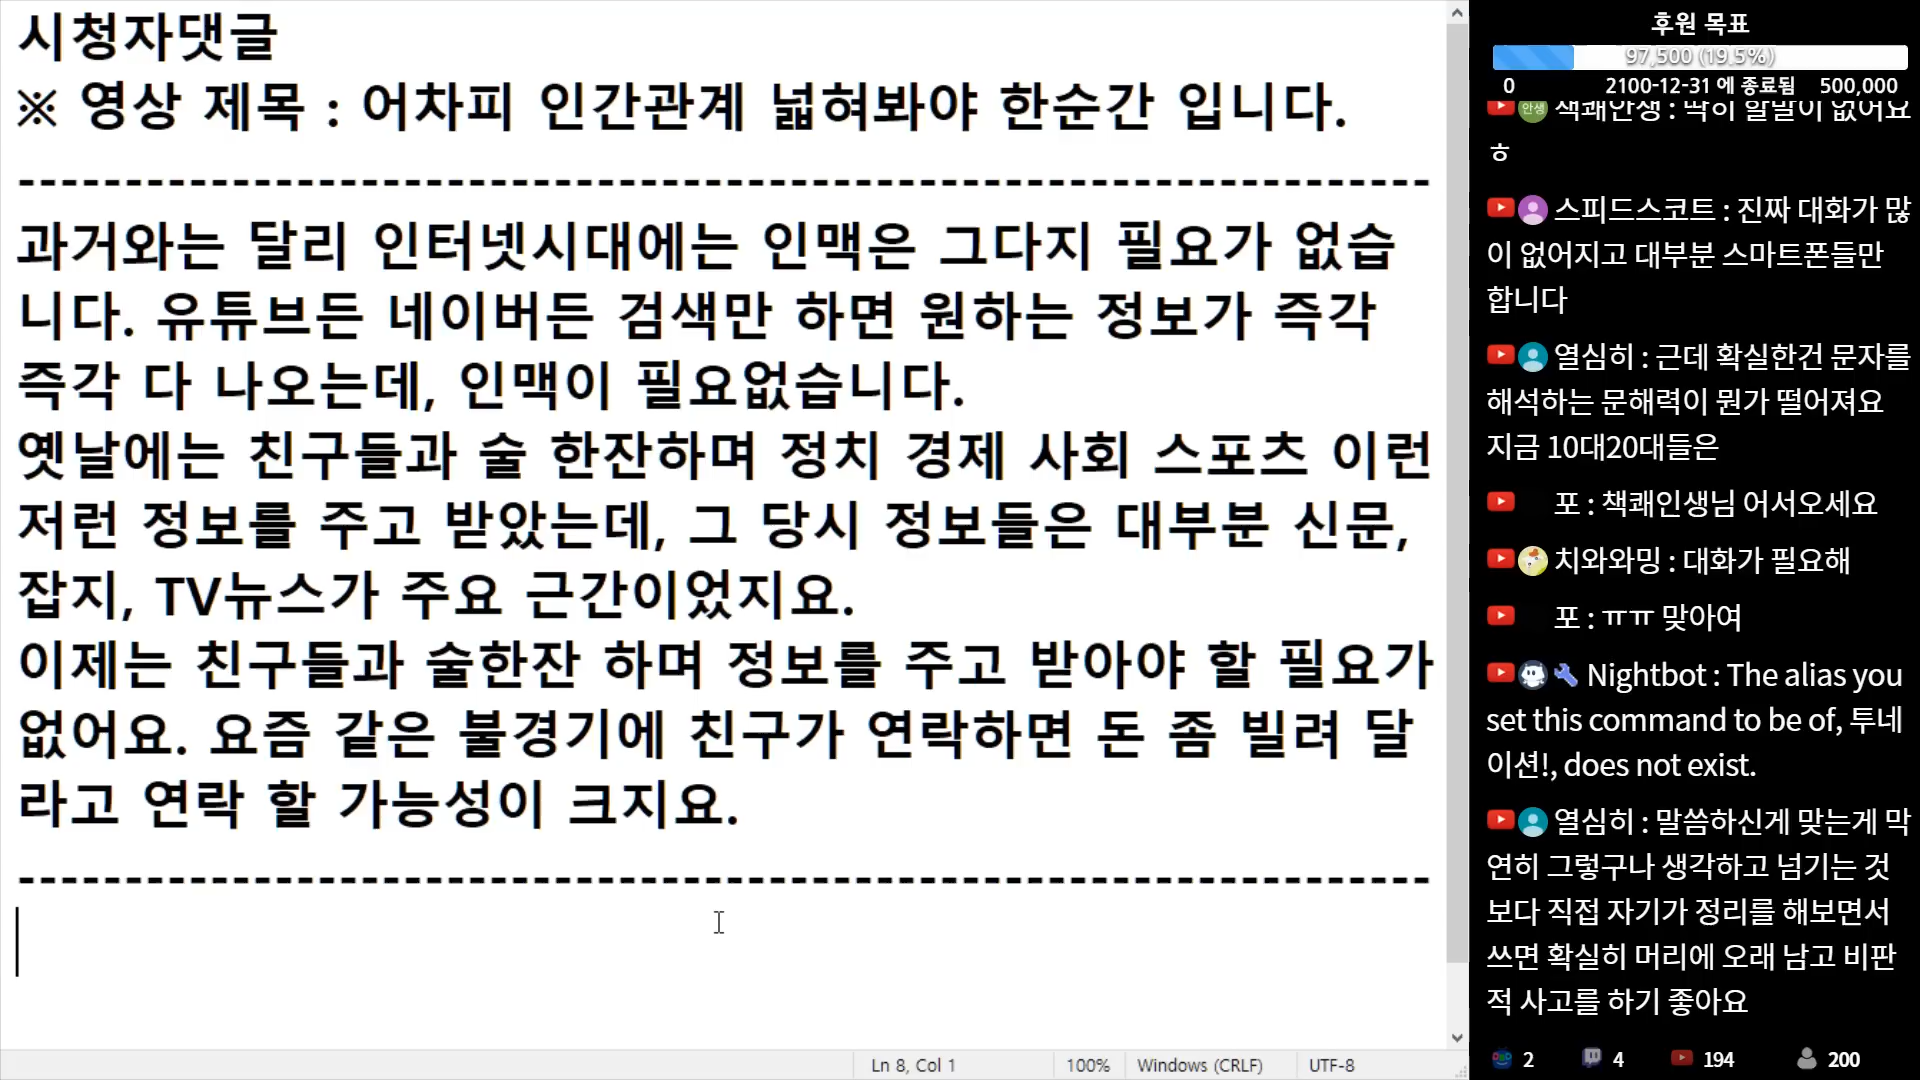 시청자댓글
※ 영상 제목 : 어차피 인간관계 넓혀봐야 한순간 입니다.
------------------------------------------------------------------
과거와는 달리 인터넷시대에는 인맥은 그다지 필요가 없습
니다. 유튜브든 네이버든 검색만 하면 원하는 정보가 즉각
즉각 다 나오는데, 인맥이 필요없습니다.
옛날에는 친구들과 술 한잔하며 정치 경제 사회 스포츠 이런
저런 정보를 주고 받았는데, 그 당시 정보들은 대부분 신문,
잡지, TV뉴스가 주요 근간이었지요.
이제는 친구들과 술한잔 하며 정보를 주고 받아야 할 필요가
없어요. 요즘 같은 불경기에 친구가 연락하면 돈 좀 빌려 달
라고 연락 할 가능성이 크지요.
------------------------------------------------------------------
Ln 8, Col 1 100% Windows (CRLF) UTF-8
후원 목표
97,500 (19.5%)
0 2100-12-31 에 종료됨 500,000
할말이 없어요
ㅎ
스피드스코트 : 진짜 대화가 많
이 없어지고 대부분 스마트폰들만
합니다
열심히 : 근데 확실한건 문자를
해석하는 문해력이 뭔가 떨어져요
지금 10대20대들은
포 : 책쾌인생님 어서오세요
치와와밍 : 대화가 필요해
포 : ㅠㅠ 맞아여
Nightbot : The alias you
set this command to be of, 투네
이션!, does not exist.
열심히 : 말씀하신게 맞는게 막
연히 그렇구나 생각하고 넘기는 것
보다 직접 자기가 정리를 해보면서
쓰면 확실히 머리에 오래 남고 비판
적 사고를 하기 좋아요
2 4 194 200